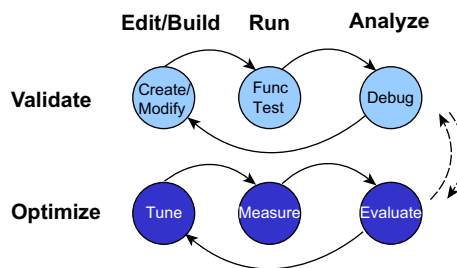 Edit/Build Run Analyze
Validate
Create/
Modify
Func
Test
Debug
Optimize
Tune
Measure
Evaluate